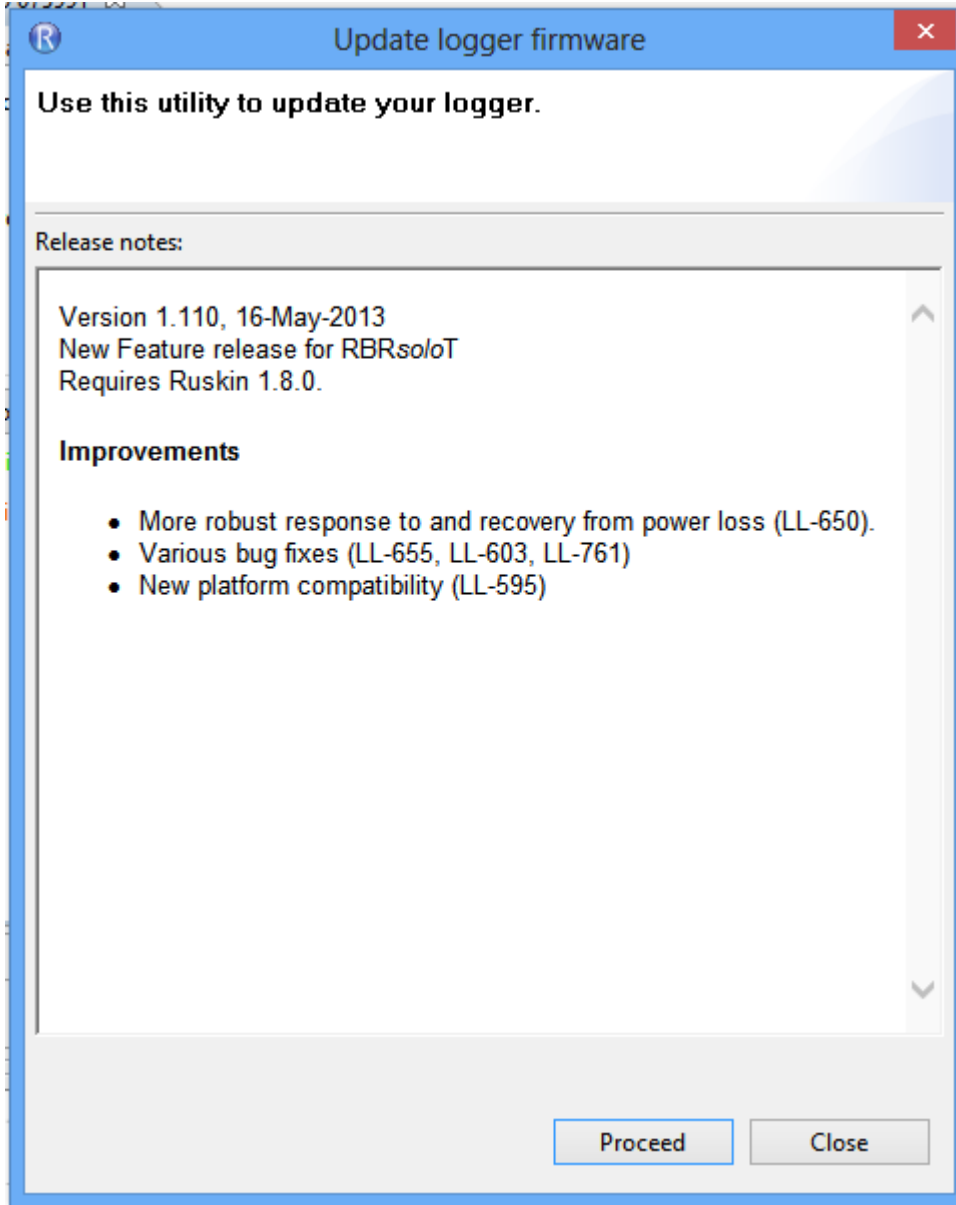 Update logger firmware
Use this utility to update your logger.
Release notes:
Version 1.110, 16-May-2013
New Feature release for RBRsoloT
Requires Ruskin 1.8.0.
Improvements
• More robust response to and recovery from power loss (LL-650).
• Various bug fixes (LL-655, LL-603, LL-761)
• New platform compatibility (LL-595)
Proceed Close